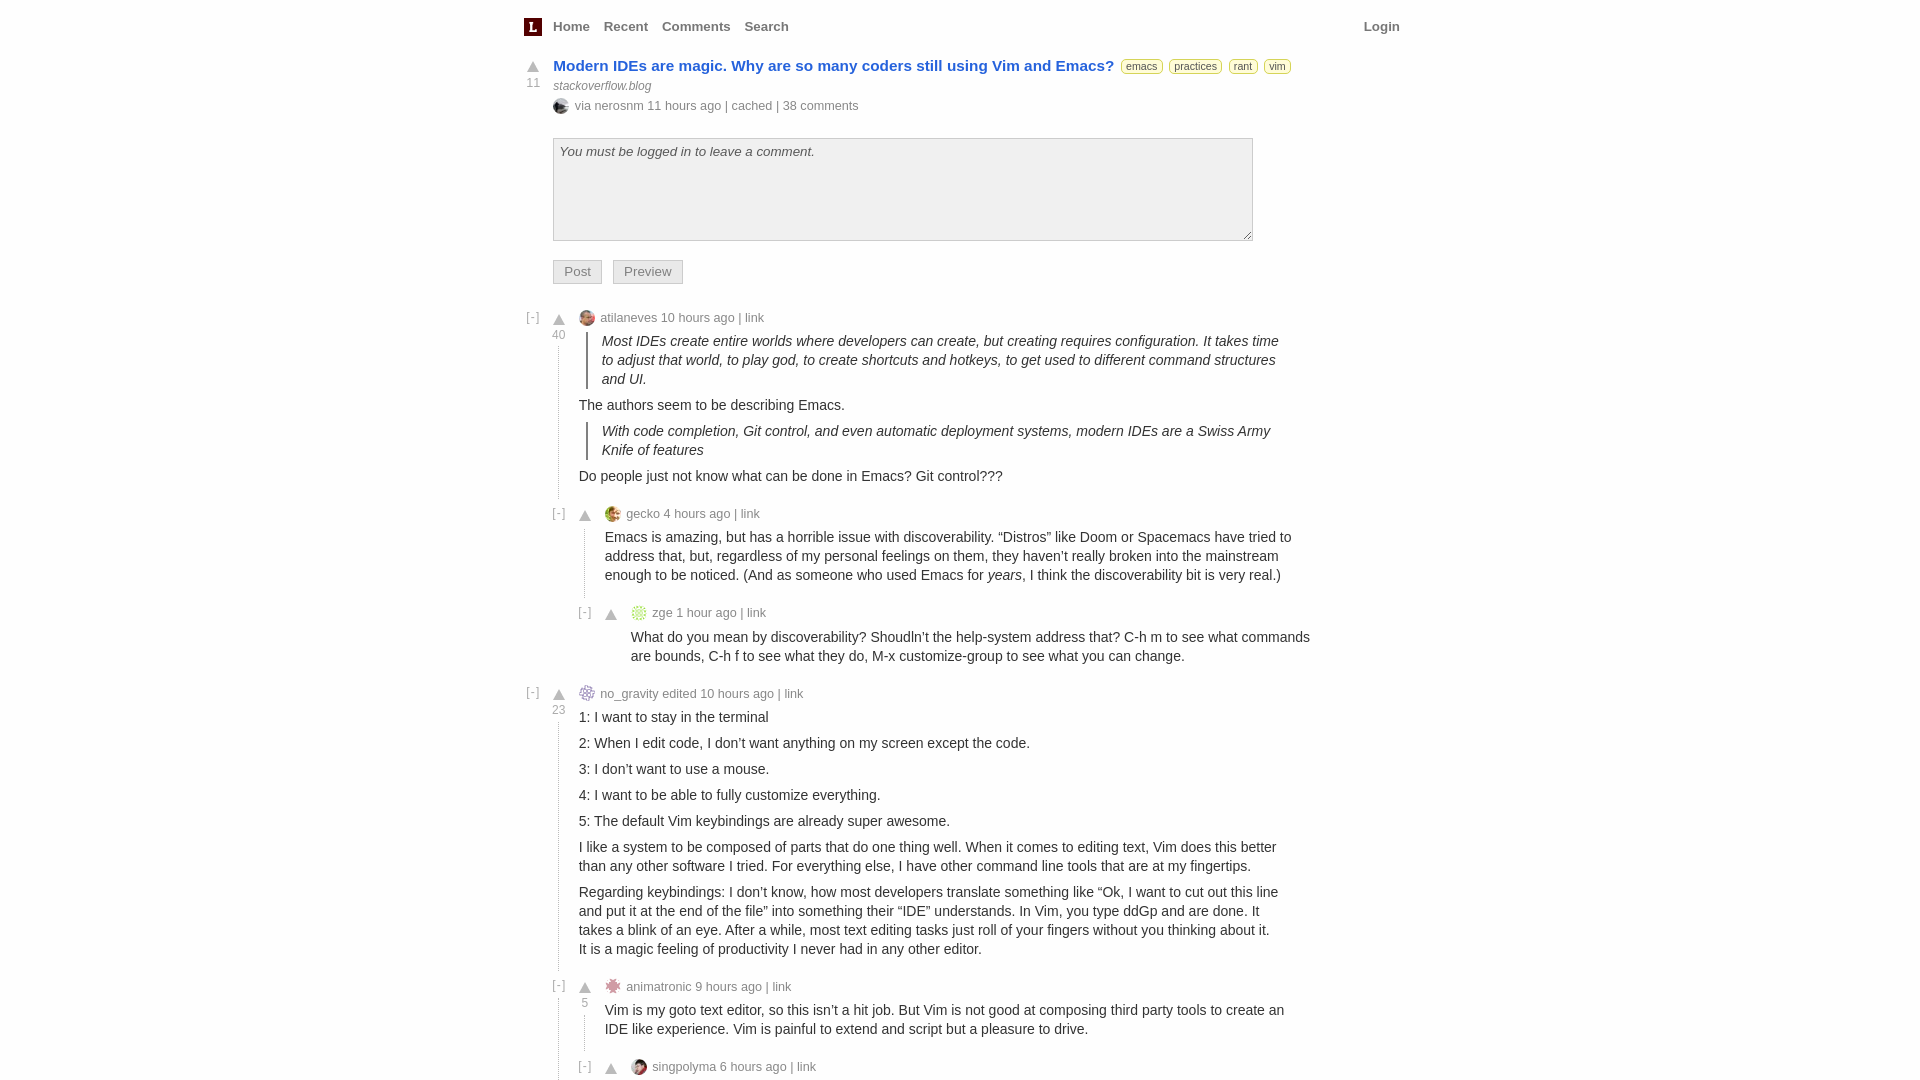 L Home Recent Comments Search Login
Modern IDEs are magic. Why are so many coders still using Vim and Emacs? emacs practices rant vim
11
stackoverflow.blog
via nerosnm 11 hours ago | cached | 38 comments
You must be logged in to leave a comment.
Post Preview
[-] atilaneves 10 hours ago | link
40
Most IDEs create entire worlds where developers can create, but creating requires configuration. It takes time
to adjust that world, to play god, to create shortcuts and hotkeys, to get used to different command structures
and UI.
The authors seem to be describing Emacs.
With code completion, Git control, and even automatic deployment systems, modern IDEs are a Swiss Army
Knife of features
Do people just not know what can be done in Emacs? Git control???
[-] gecko 4 hours ago | link
Emacs is amazing, but has a horrible issue with discoverability. “Distros” like Doom or Spacemacs have tried to
address that, but, regardless of my personal feelings on them, they haven’t really broken into the mainstream
enough to be noticed. (And as someone who used Emacs for years, I think the discoverability bit is very real.)
[-] zge 1 hour ago | link
What do you mean by discoverability? Shoudln’t the help-system address that? C-h m to see what commands
are bounds, C-h f to see what they do, M-x customize-group to see what you can change.
[-] no_gravity edited 10 hours ago | link
23
1: I want to stay in the terminal
2: When I edit code, I don’t want anything on my screen except the code.
3: I don’t want to use a mouse.
4: I want to be able to fully customize everything.
5: The default Vim keybindings are already super awesome.
I like a system to be composed of parts that do one thing well. When it comes to editing text, Vim does this better
than any other software I tried. For everything else, I have other command line tools that are at my fingertips.
Regarding keybindings: I don’t know, how most developers translate something like “Ok, I want to cut out this line
and put it at the end of the file” into something their “IDE” understands. In Vim, you type ddGp and are done. It
takes a blink of an eye. After a while, most text editing tasks just roll of your fingers without you thinking about it.
It is a magic feeling of productivity I never had in any other editor.
[-] animatronic 9 hours ago | link
5
Vim is my goto text editor, so this isn’t a hit job. But Vim is not good at composing third party tools to create an
IDE like experience. Vim is painful to extend and script but a pleasure to drive.
[-] singpolyma 6 hours ago | link